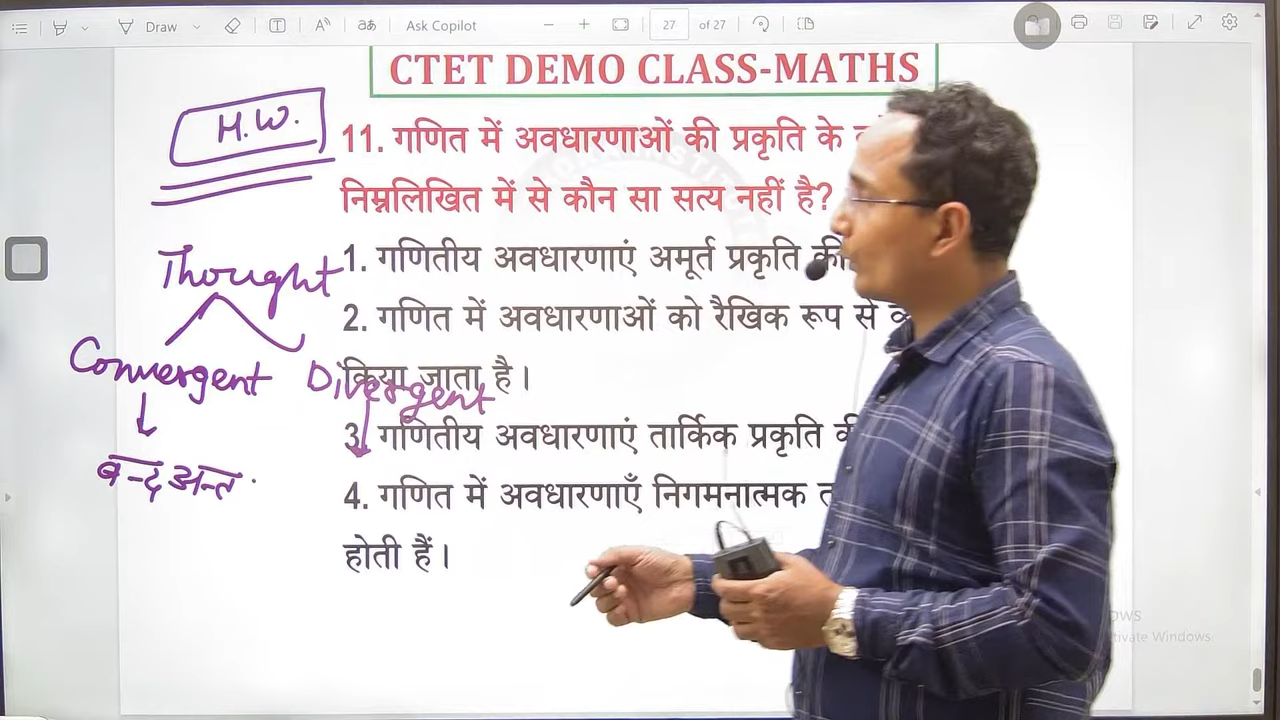 Draw
Ask Copilot
27 of 27
CTET DEMO CLASS-MATHS
H.W.
11. गणित में अवधारणाओं की प्रकृति के
निम्नलिखित में से कौन सा सत्य नहीं है?
Thought
1. गणितीय अवधारणाएं अमूर्त प्रकृति की
2. गणित में अवधारणाओं को रैखिक रूप से
Convergent Divergent
किया जाता है।
3. गणितीय अवधारणाएं तार्किक प्रकृति की
बन्द अन्त
4. गणित में अवधारणाएँ निगमनात्मक
होती हैं।